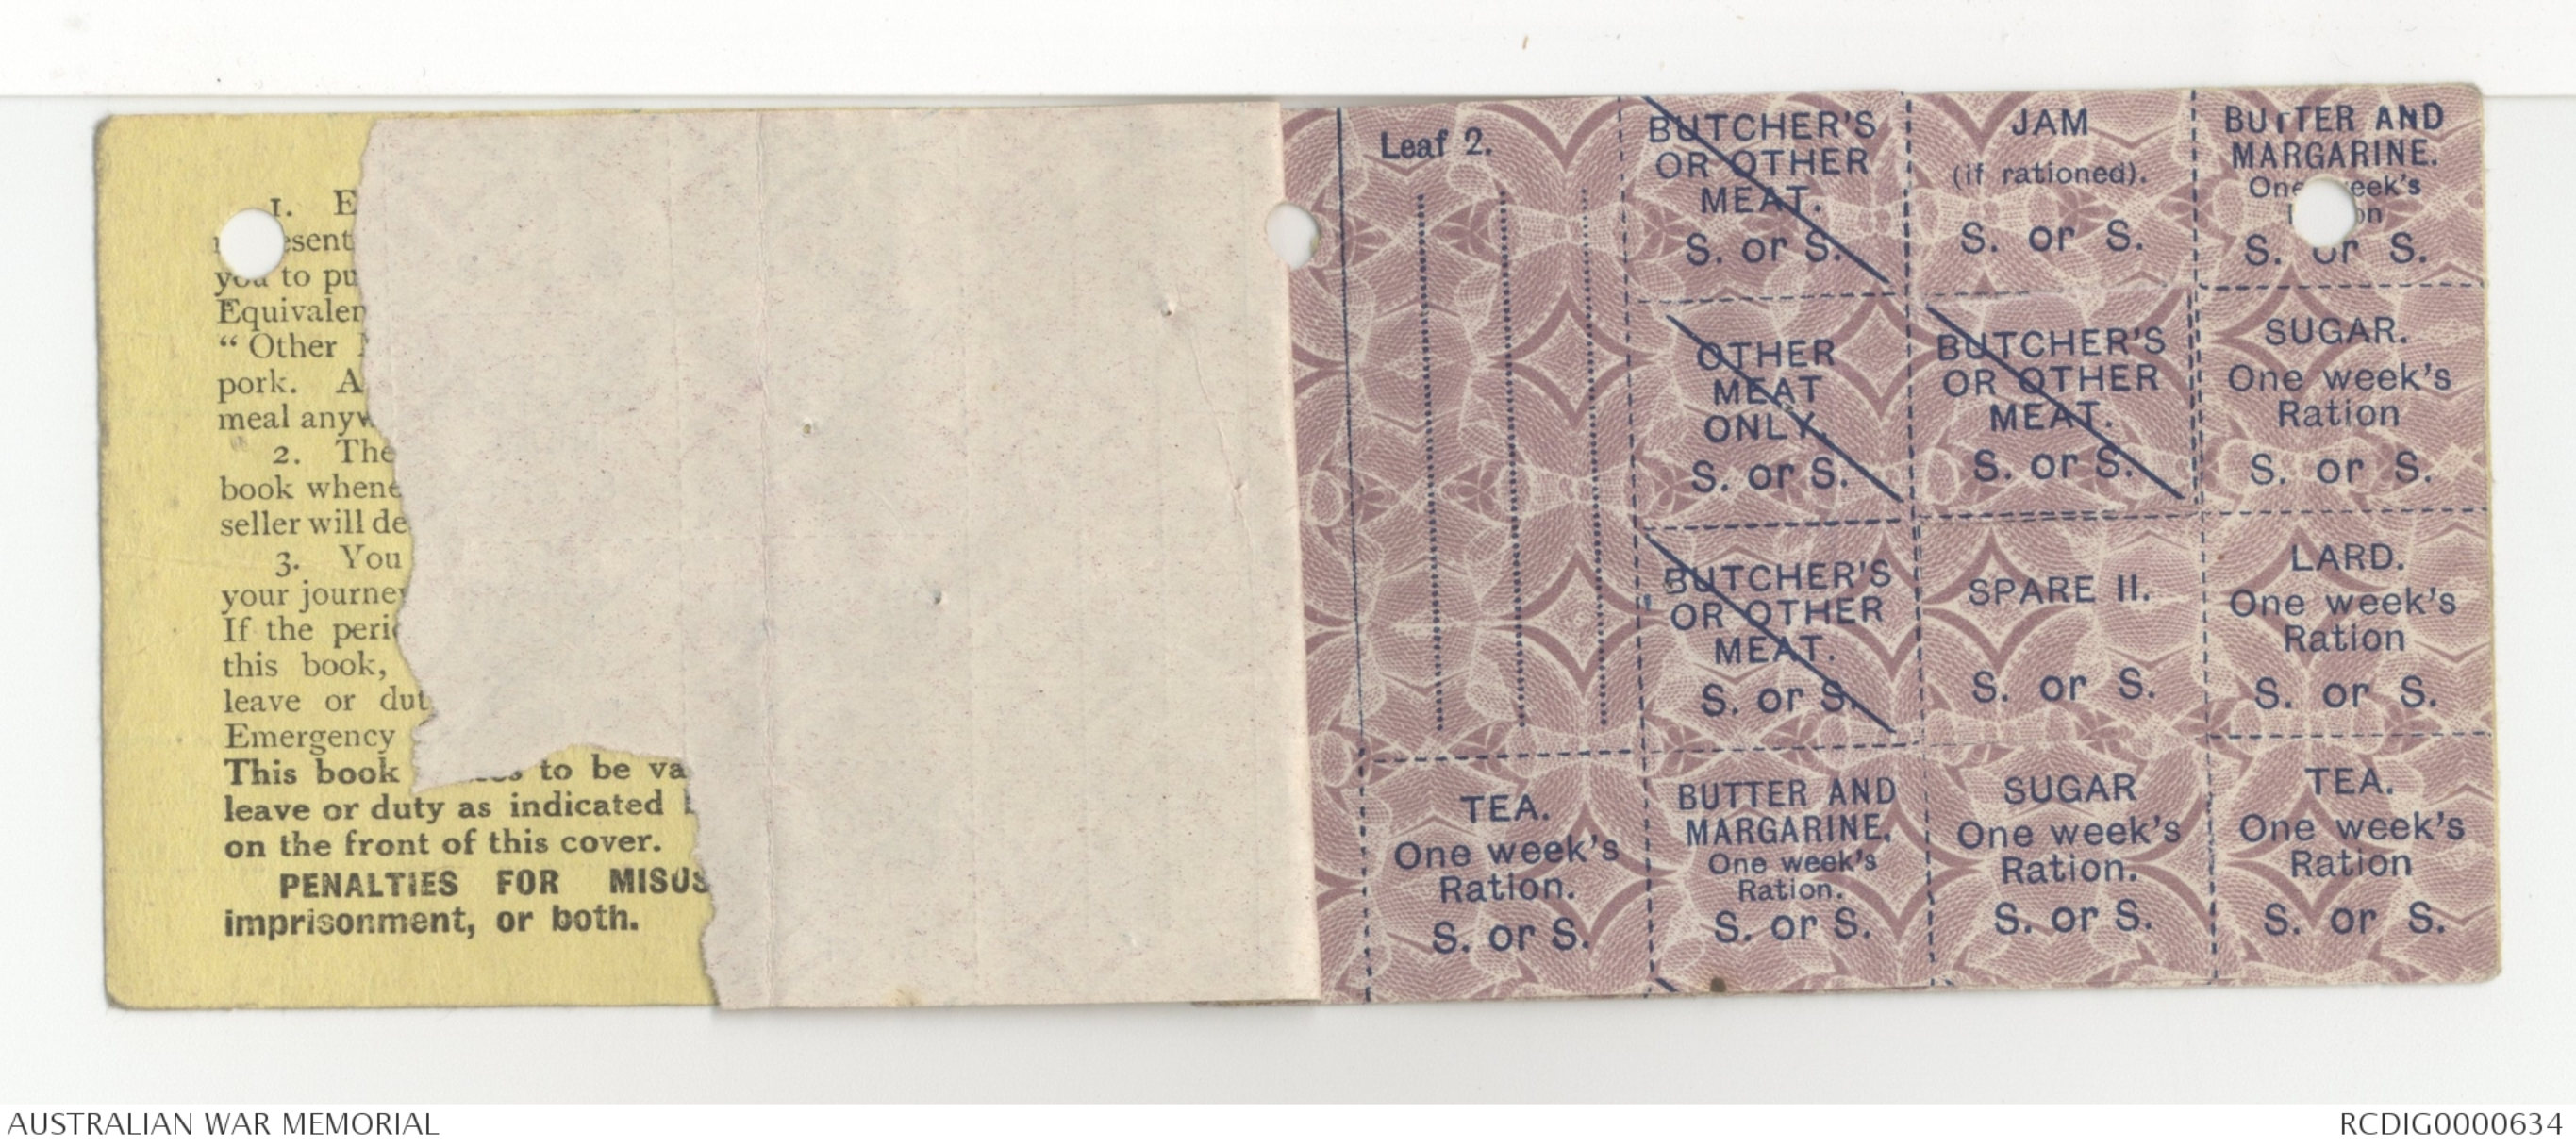 1. E
esent
you to pu
Equivalen
“ Other
pork. A
meal anyw
2. The
book whene
seller will de
3. You
your journey
If the peri
this book,
leave or dut
Emergency
This book to be va
leave or duty as indicated
on the front of this cover.
PENALTIES FOR MISUS
imprisonment, or both.
Leaf 2.
BUTCHER'S
OR OTHER
MEAT.
S. or S.
JAM
(if rationed).
S. or S.
BUTTER AND
MARGARINE.
One eek's
on
S. or S.
OTHER
MEAT
ONLY.
S. or S.
BUTCHER'S
OR OTHER
MEAT.
S. or S.
SUGAR.
One week's
Ration
S. or S.
BUTCHER'S
OR OTHER
MEAT.
S. or S.
SPARE II.
S. or S.
LARD.
One week's
Ration
S. or S.
TEA.
One week's
Ration.
S. or S.
BUTTER AND
MARGARINE.
One week's
Ration.
S. or S.
SUGAR
One week's
Ration.
S. or S.
TEA.
One week's
Ration
S. or S.
AUSTRALIAN WAR MEMORIAL
RCDIG0000634